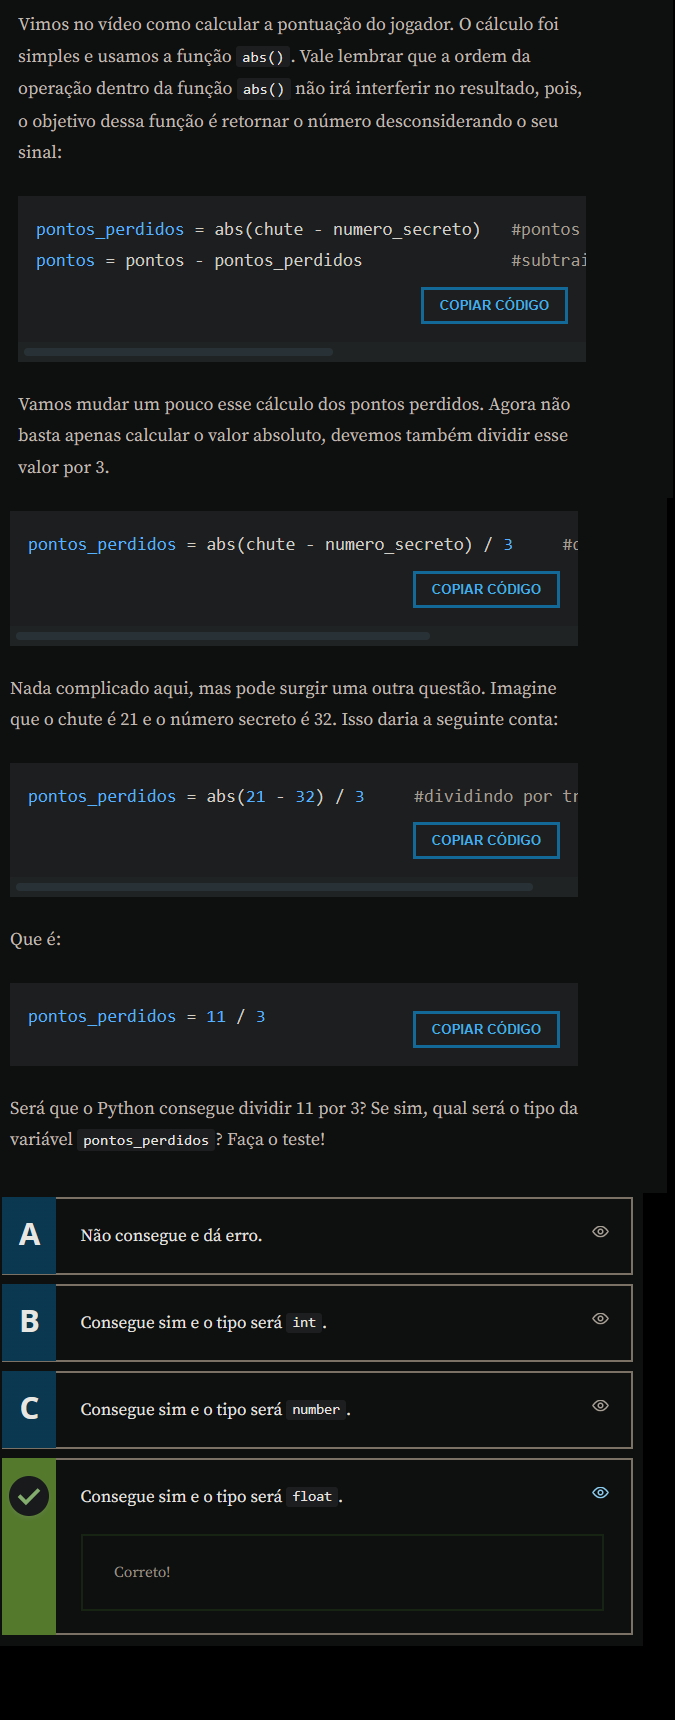 Vimos no vídeo como calcular a pontuação do jogador. O cálculo foi
simples e usamos a função abs(). Vale lembrar que a ordem da
operação dentro da função abs() não irá interferir no resultado, pois,
o objetivo dessa função é retornar o número desconsiderando o seu
sinal:
pontos_perdidos = abs(chute - numero_secreto) #pontos
pontos = pontos - pontos_perdidos #subtrai
COPIAR CÓDIGO
Vamos mudar um pouco esse cálculo dos pontos perdidos. Agora não
basta apenas calcular o valor absoluto, devemos também dividir esse
valor por 3.
pontos_perdidos = abs(chute - numero_secreto) / 3 #d
COPIAR CÓDIGO
Nada complicado aqui, mas pode surgir uma outra questão. Imagine
que o chute é 21 e o número secreto é 32. Isso daria a seguinte conta:
pontos_perdidos = abs(21 - 32) / 3 #dividindo por tr
COPIAR CÓDIGO
Que é:
pontos_perdidos = 11 / 3
COPIAR CÓDIGO
Será que o Python consegue dividir 11 por 3? Se sim, qual será o tipo da
variável pontos_perdidos? Faça o teste!
A Não consegue e dá erro.
B Consegue sim e o tipo será int.
C Consegue sim e o tipo será number.
Consegue sim e o tipo será float.
Correto!